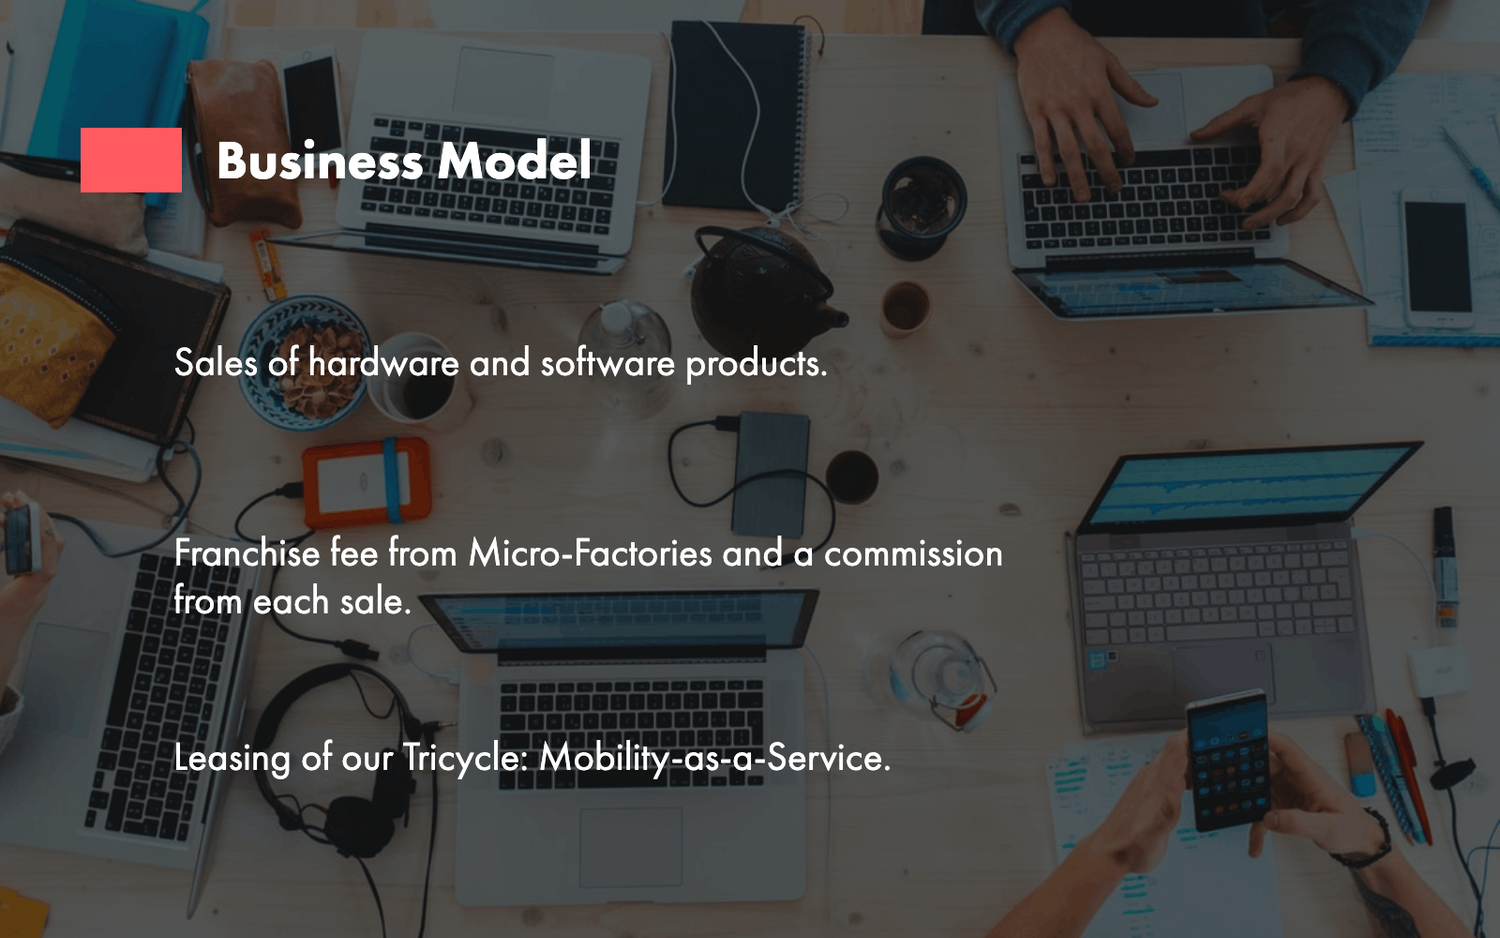 Business Model
Sales of hardware and software products.
Franchise fee from Micro-Factories and a commission
from each sale.
Leasing of our Tricycle: Mobility-as-a-Service.